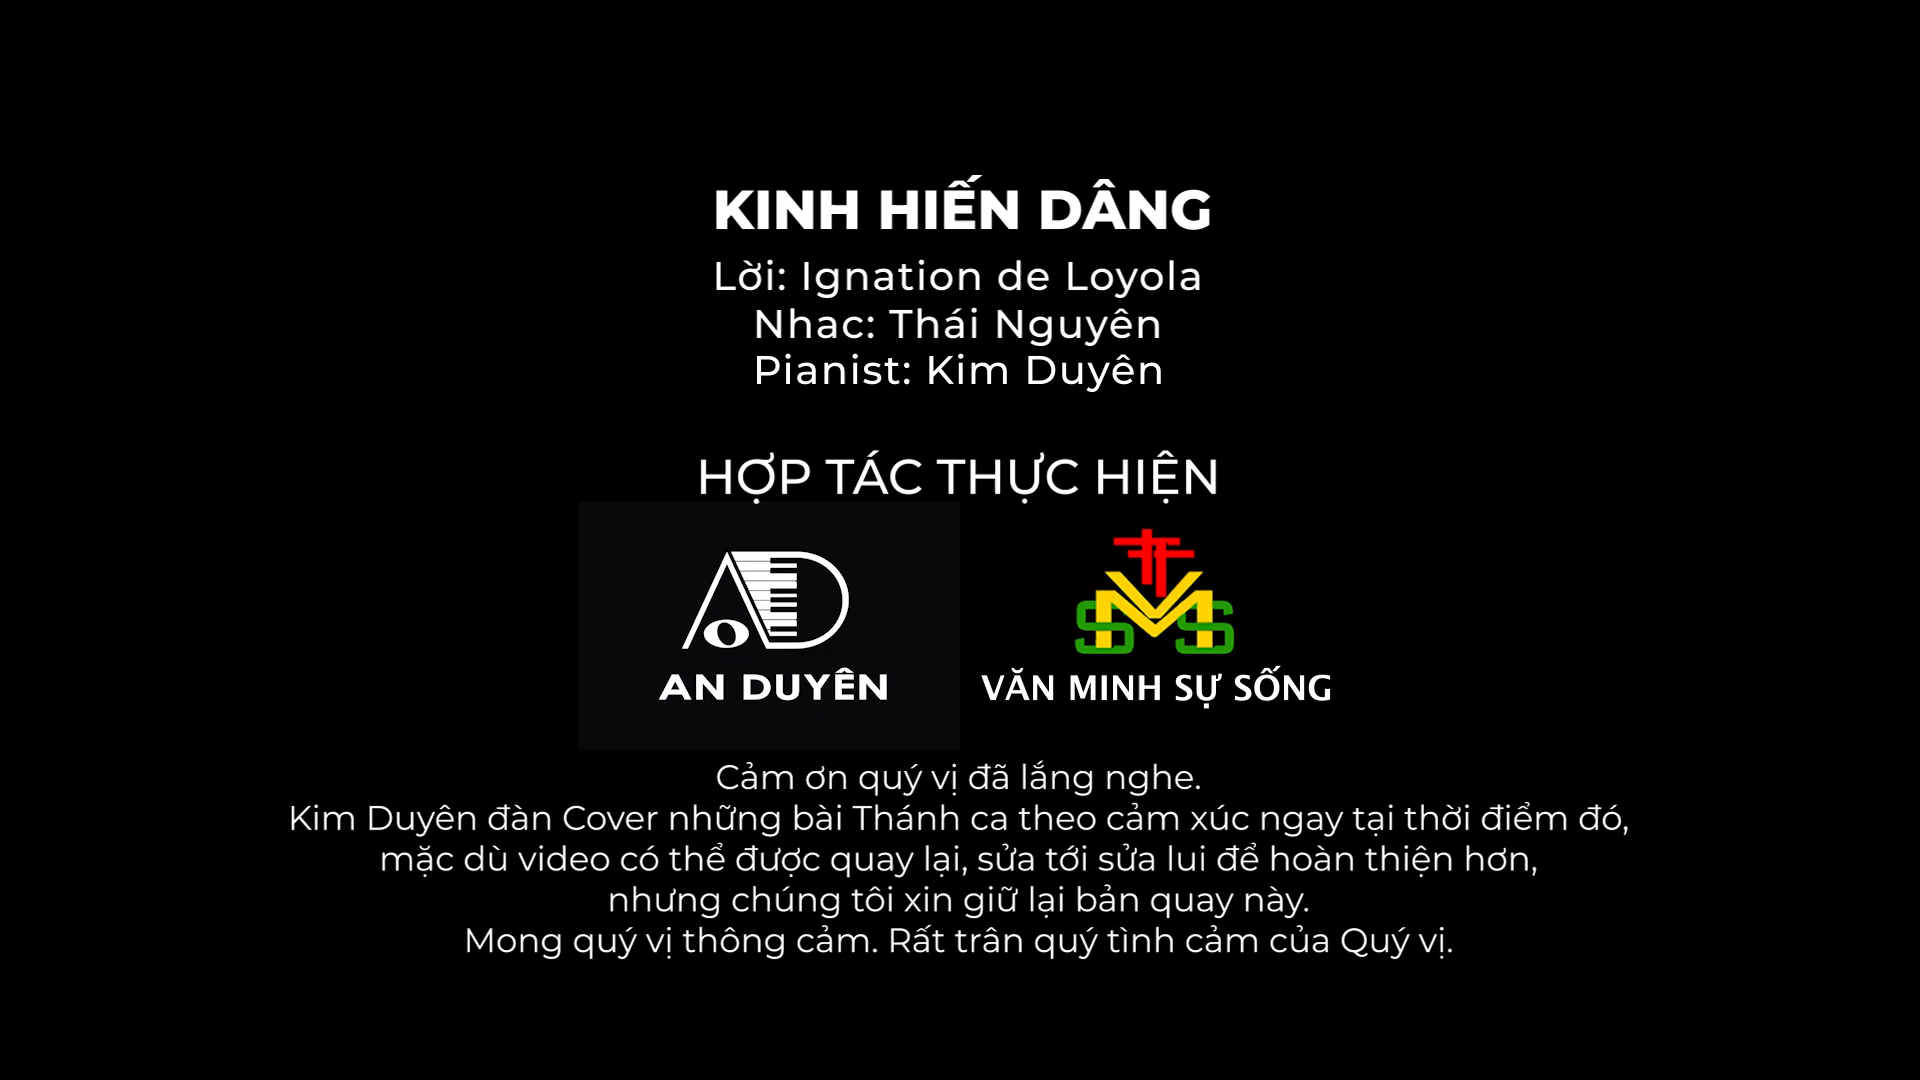 KINH HIẾN DÂNG
Lời: Ignation de Loyola
Nhac: Thái Nguyên
Pianist: Kim Duyên
HỢP TÁC THỰC HIỆN
AD
AN DUYÊN
TT
SMS
VĂN MINH SỰ SỐNG
Cảm ơn quý vị đã lắng nghe.
Kim Duyên đàn Cover những bài Thánh ca theo cảm xúc ngay tại thời điểm đó,
mặc dù video có thể được quay lại, sửa tới sửa lui để hoàn thiện hơn,
nhưng chúng tôi xin giữ lại bản quay này.
Mong quý vị thông cảm. Rất trân quý tình cảm của Quý vị.